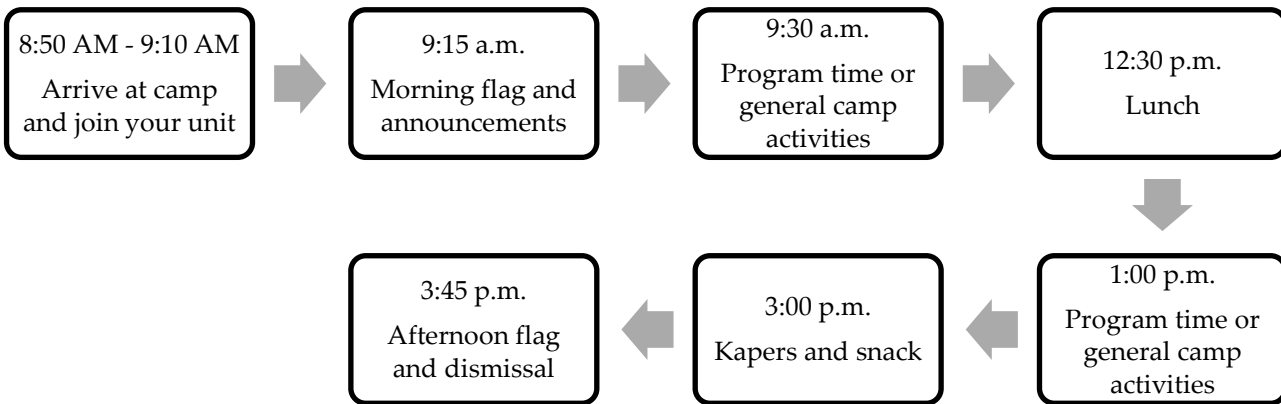 8:50 AM - 9:10 AM
Arrive at camp
and join your unit
9:15 a.m.
Morning flag and
announcements
9:30 a.m.
Program time or
general camp
activities
12:30 p.m.
Lunch
1:00 p.m.
Program time or
general camp
activities
3:00 p.m.
Kapers and snack
3:45 p.m.
Afternoon flag
and dismissal